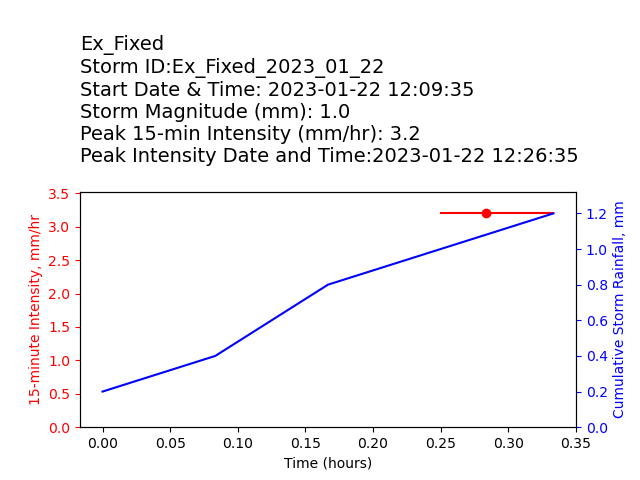 Ex_Fixed
Storm ID:Ex_Fixed_2023_01_22
Start Date & Time: 2023-01-22 12:09:35
Storm Magnitude (mm): 1.0
Peak 15-min Intensity (mm/hr): 3.2
Peak Intensity Date and Time:2023-01-22 12:26:35
15-minute Intensity, mm/hr
3.5
3.0
2.5
2.0
1.5
1.0
0.5
0.0
1.2
1.0
0.8
0.6
0.4
0.2
0.0
Cumulative Storm Rainfall, mm
0.00 0.05 0.10 0.15 0.20 0.25 0.30 0.35
Time (hours)